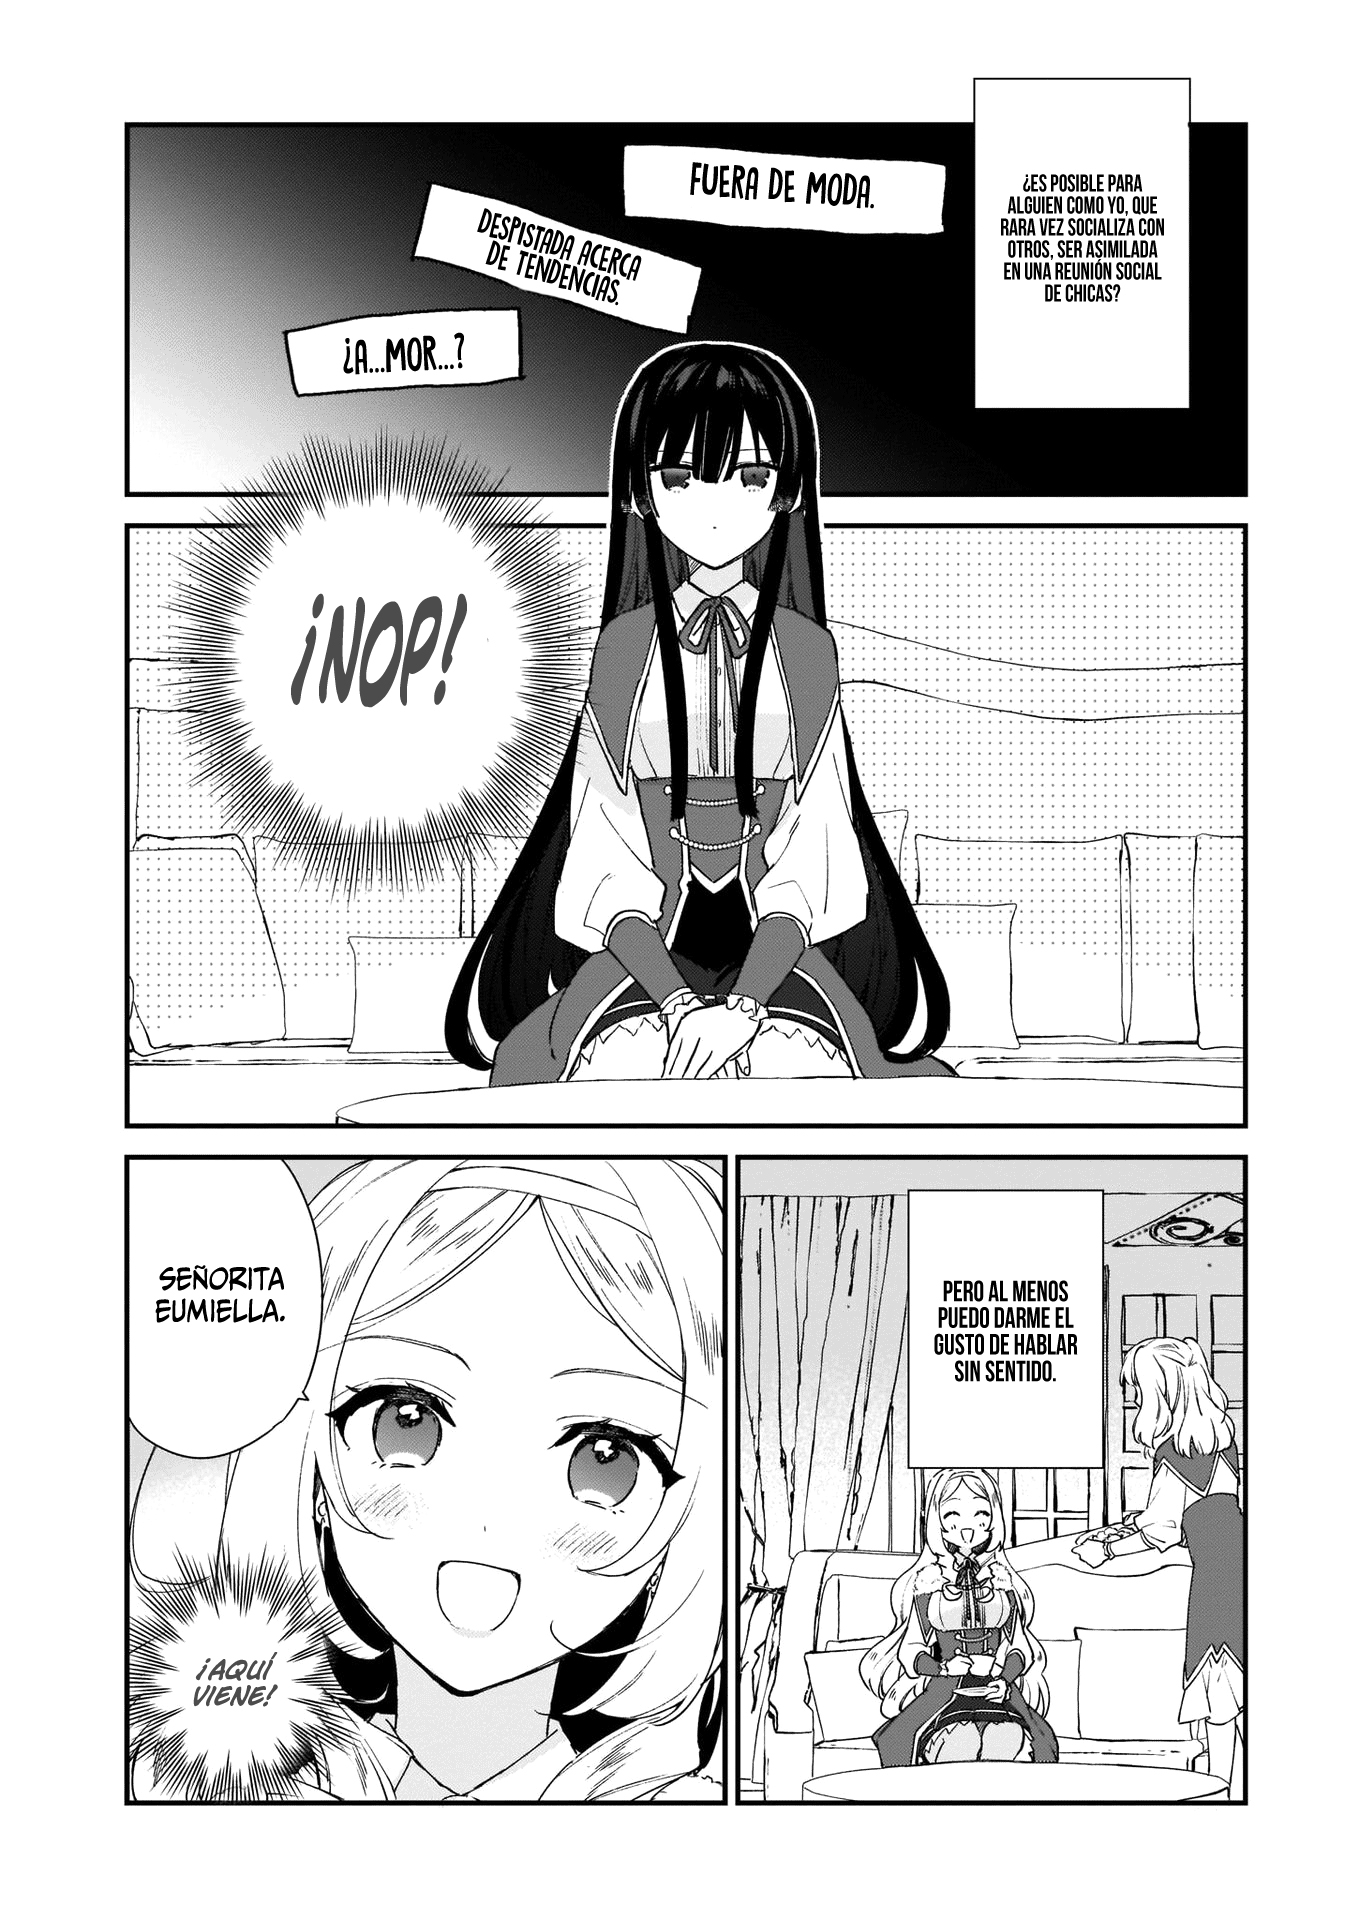 ¿ES POSIBLE PARA
ALGUIEN COMO YO, QUE
RARA VEZ SOCIALIZA CON
OTROS, SER ASIMILADA
EN UNA REUNIÓN SOCIAL
DE CHICAS?
FUERA DE MODA.
DESPISTADA ACERCA
DE TENDENCIAS.
¿A...MOR...?
¡NOP!
PERO AL MENOS
PUEDO DARME EL
GUSTO DE HABLAR
SIN SENTIDO.
SEÑORITA
EUMIELLA.
¡AQUÍ
VIENE!